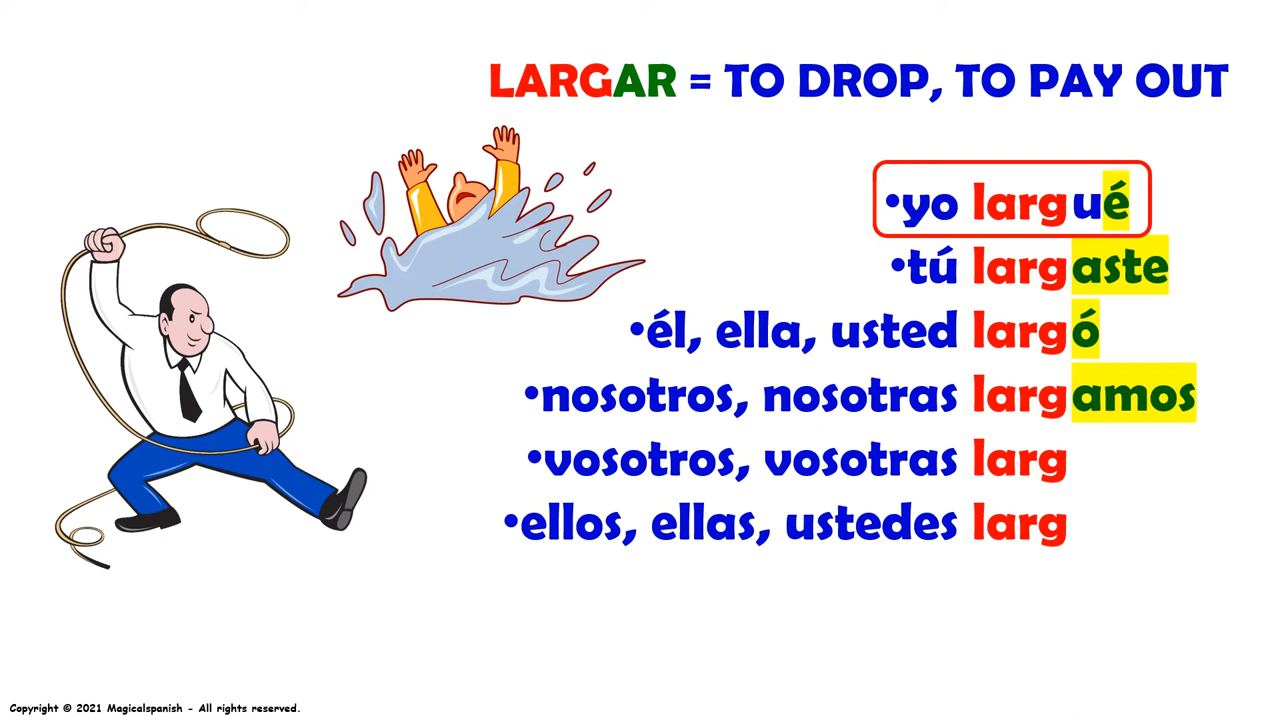 LARGAR = TO DROP, TO PAY OUT
•yo largué
•tú largaste
•él, ella, usted largó
•nosotros, nosotras largamos
•vosotros, vosotras larg
•ellos, ellas, ustedes larg
Copyright © 2021 Magicalspanish - All rights reserved.